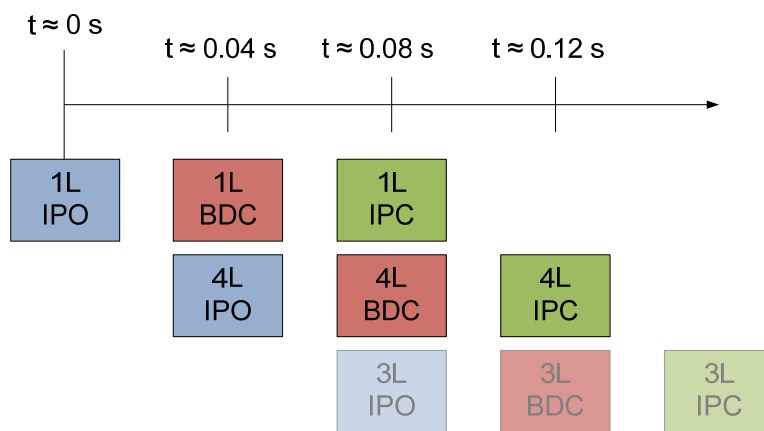 t ≈ 0 s
t ≈ 0.04 s
t ≈ 0.08 s
t ≈ 0.12 s
1L
IPO
1L
BDC
1L
IPC
4L
IPO
4L
BDC
4L
IPC
3L
IPO
3L
BDC
3L
IPC